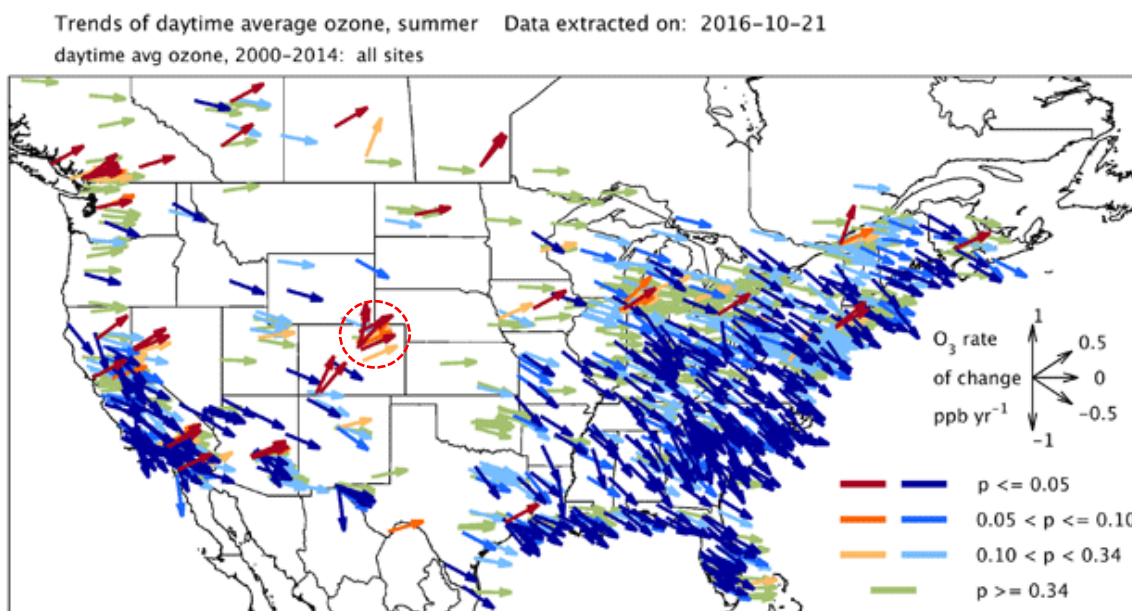 Trends of daytime average ozone, summer Data extracted on: 2016-10-21
daytime avg ozone, 2000-2014: all sites
1
O3 rate 0.5
of change 0
ppb yr-1 -0.5
-1
p <= 0.05
0.05 < p <= 0.10
0.10 < p < 0.34
p >= 0.34